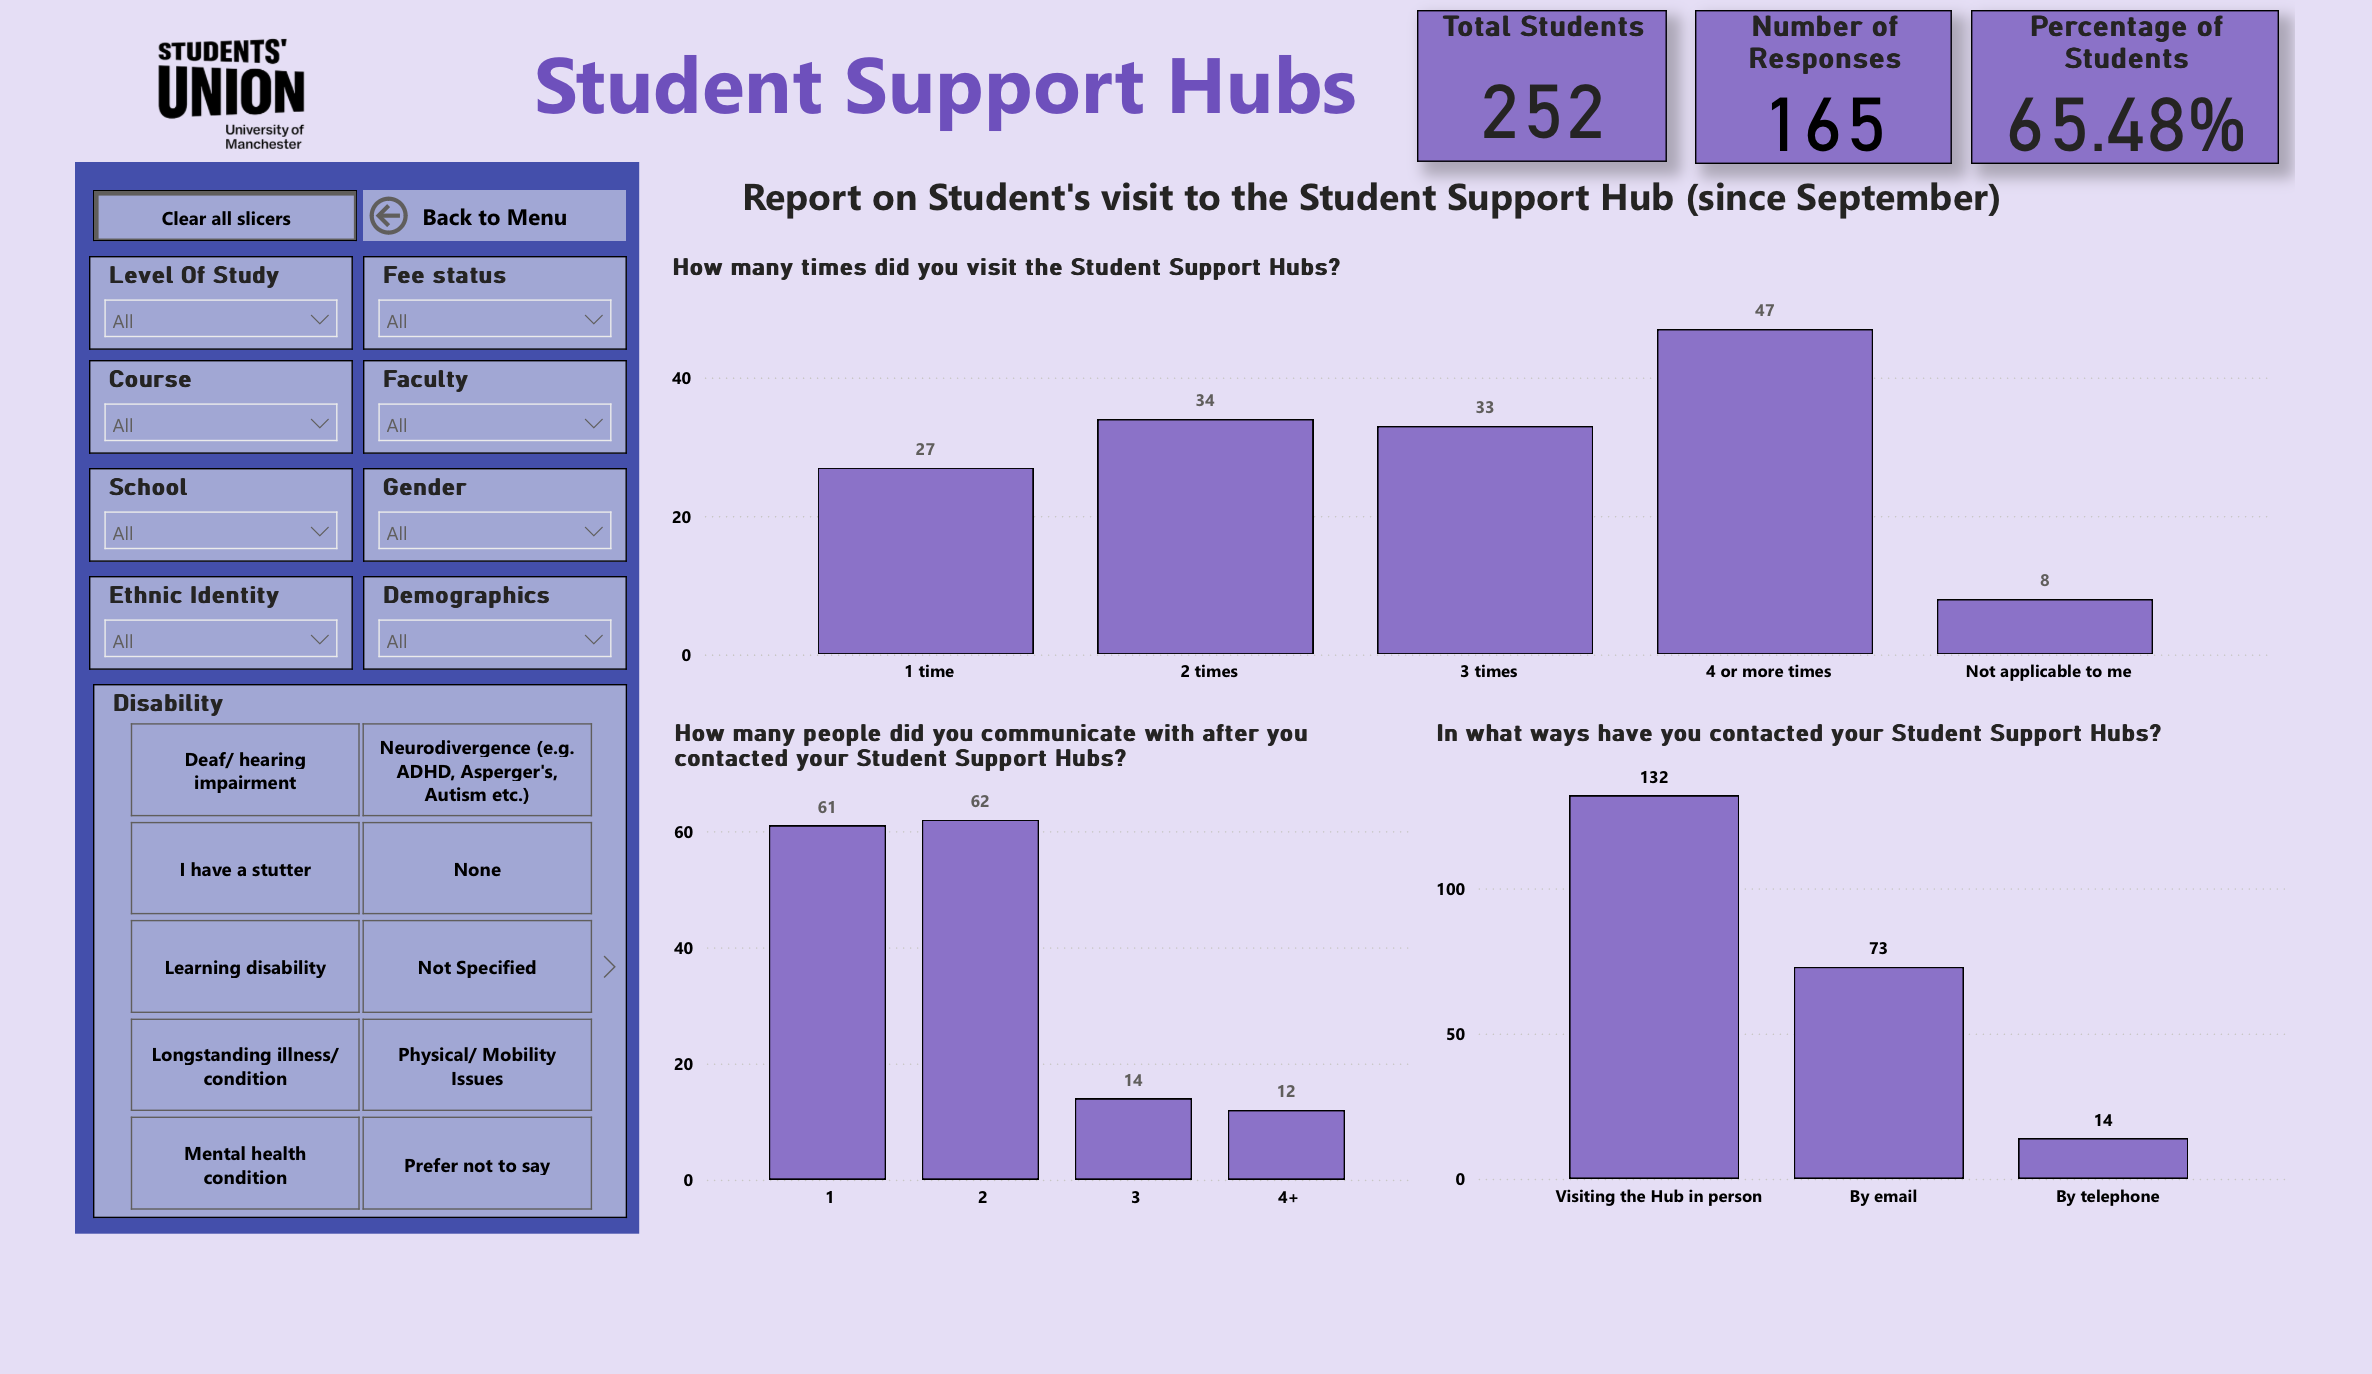 STUDENTS'
UNION
University of
Manchester
Student Support Hubs
Total Students
252
Number of
Responses
165
Percentage of
Students
65.48%
Clear all slicers
Back to Menu
Level Of Study
All
Fee status
All
Course
All
Faculty
All
School
All
Gender
All
Ethnic Identity
All
Demographics
All
Disability
Deaf/ hearing
impairment
Neurodivergence (e.g.
ADHD, Asperger's,
Autism etc.)
I have a stutter
None
Learning disability
Not Specified
Longstanding illness/
condition
Physical/ Mobility
Issues
Mental health
condition
Prefer not to say
Report on Student's visit to the Student Support Hub (since September)
How many times did you visit the Student Support Hubs?
40
20
0
27
34
33
47
8
1 time
2 times
3 times
4 or more times
Not applicable to me
How many people did you communicate with after you
contacted your Student Support Hubs?
60
40
20
0
61
62
14
12
1
2
3
4+
In what ways have you contacted your Student Support Hubs?
100
50
0
132
73
14
Visiting the Hub in person
By email
By telephone